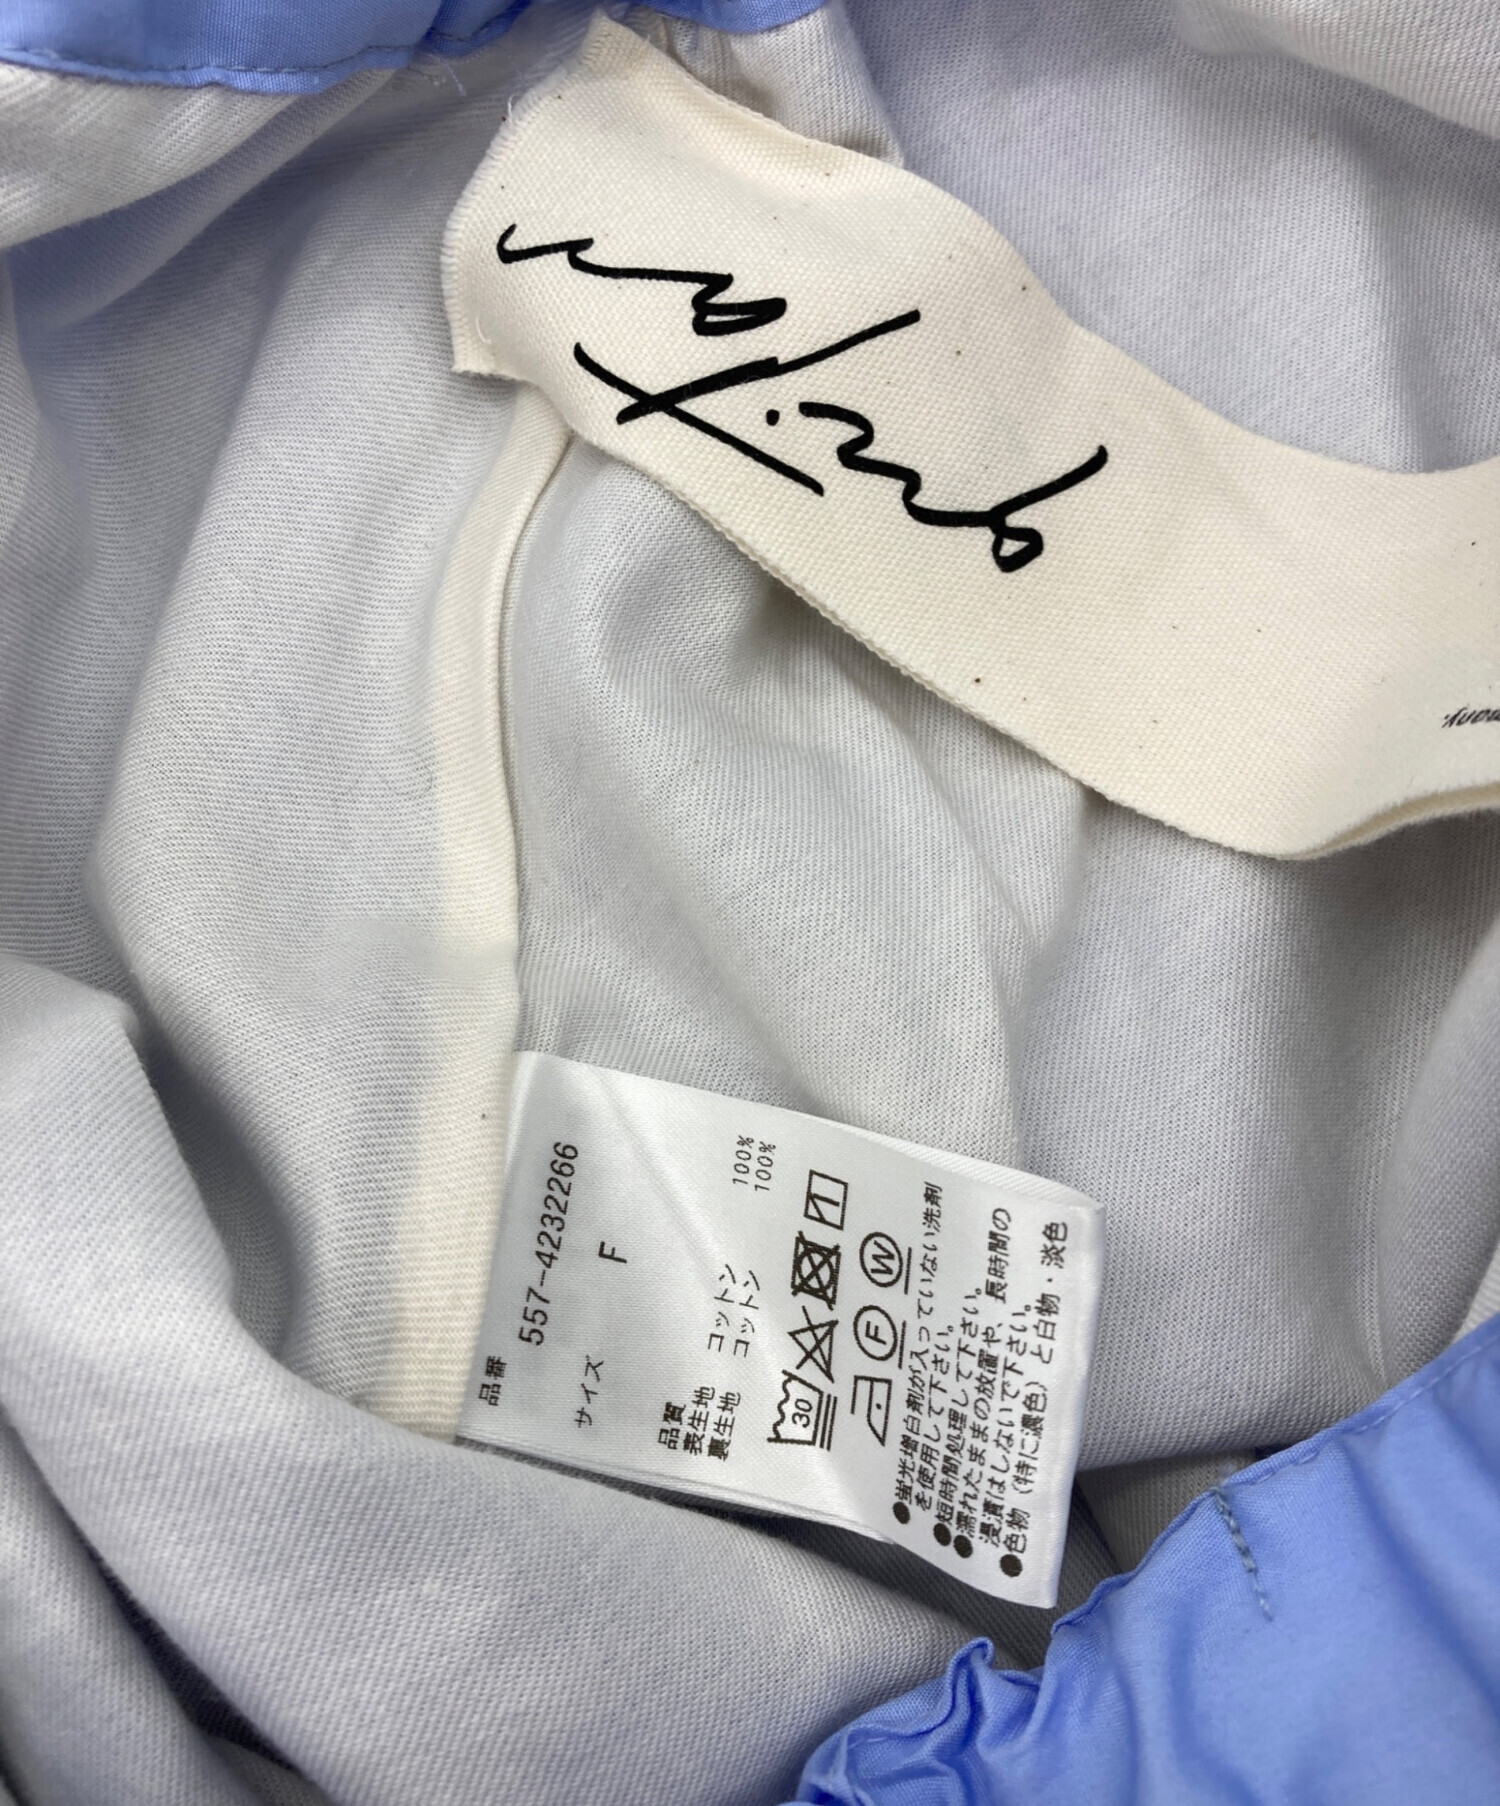 品番 557-4232266
サイズ F
品質
表生地 コットン 100%
裏生地 コットン 100%
30
F W
●蛍光増白剤が入っていない洗剤
を使用して下さい。
●短時間処理して下さい。
●濡れたままの放置や、長時間の
浸漬はしないで下さい。
●色物（特に濃色）と白物・淡色